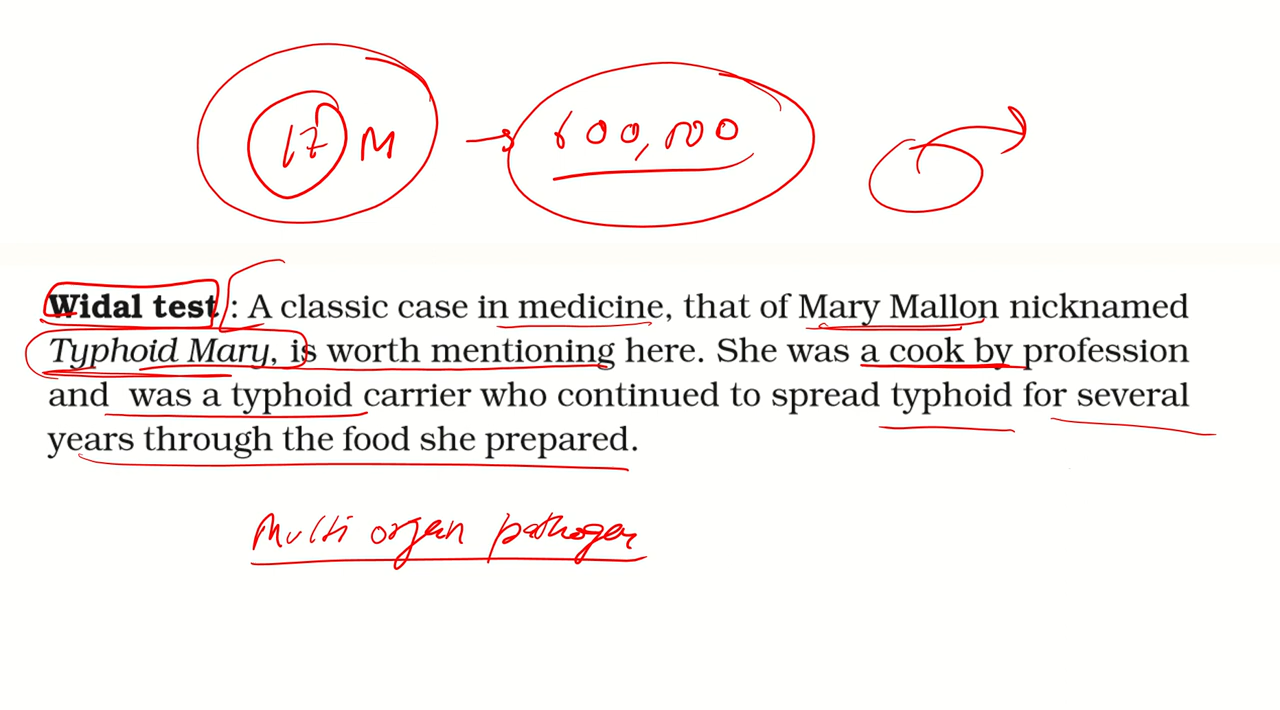 17 M → 600,000
Widal test : A classic case in medicine, that of Mary Mallon nicknamed
Typhoid Mary, is worth mentioning here. She was a cook by profession
and was a typhoid carrier who continued to spread typhoid for several
years through the food she prepared.
Multi organ pathogen